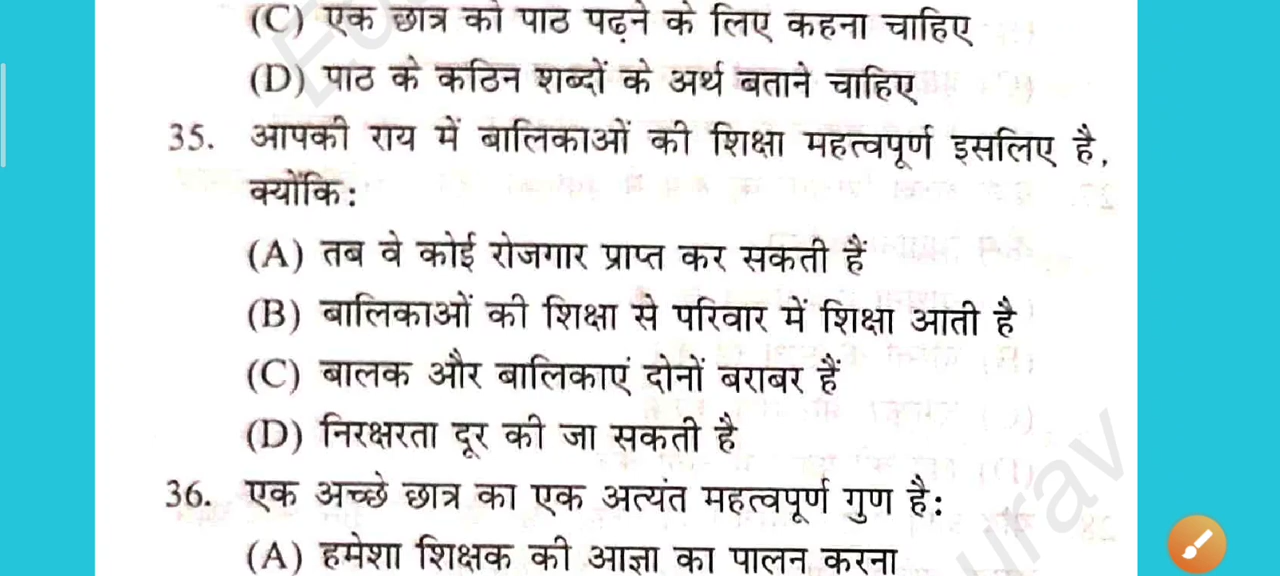 (C) एक छात्र को पाठ पढ़ने के लिए कहना चाहिए
(D) पाठ के कठिन शब्दों के अर्थ बताने चाहिए
35. आपकी राय में बालिकाओं की शिक्षा महत्वपूर्ण इसलिए है,
क्योंकि:
(A) तब वे कोई रोजगार प्राप्त कर सकती हैं
(B) बालिकाओं की शिक्षा से परिवार में शिक्षा आती है
(C) बालक और बालिकाएं दोनों बराबर हैं
(D) निरक्षरता दूर की जा सकती है
36. एक अच्छे छात्र का एक अत्यंत महत्वपूर्ण गुण है:
(A) हमेशा शिक्षक की आज्ञा का पालन करना